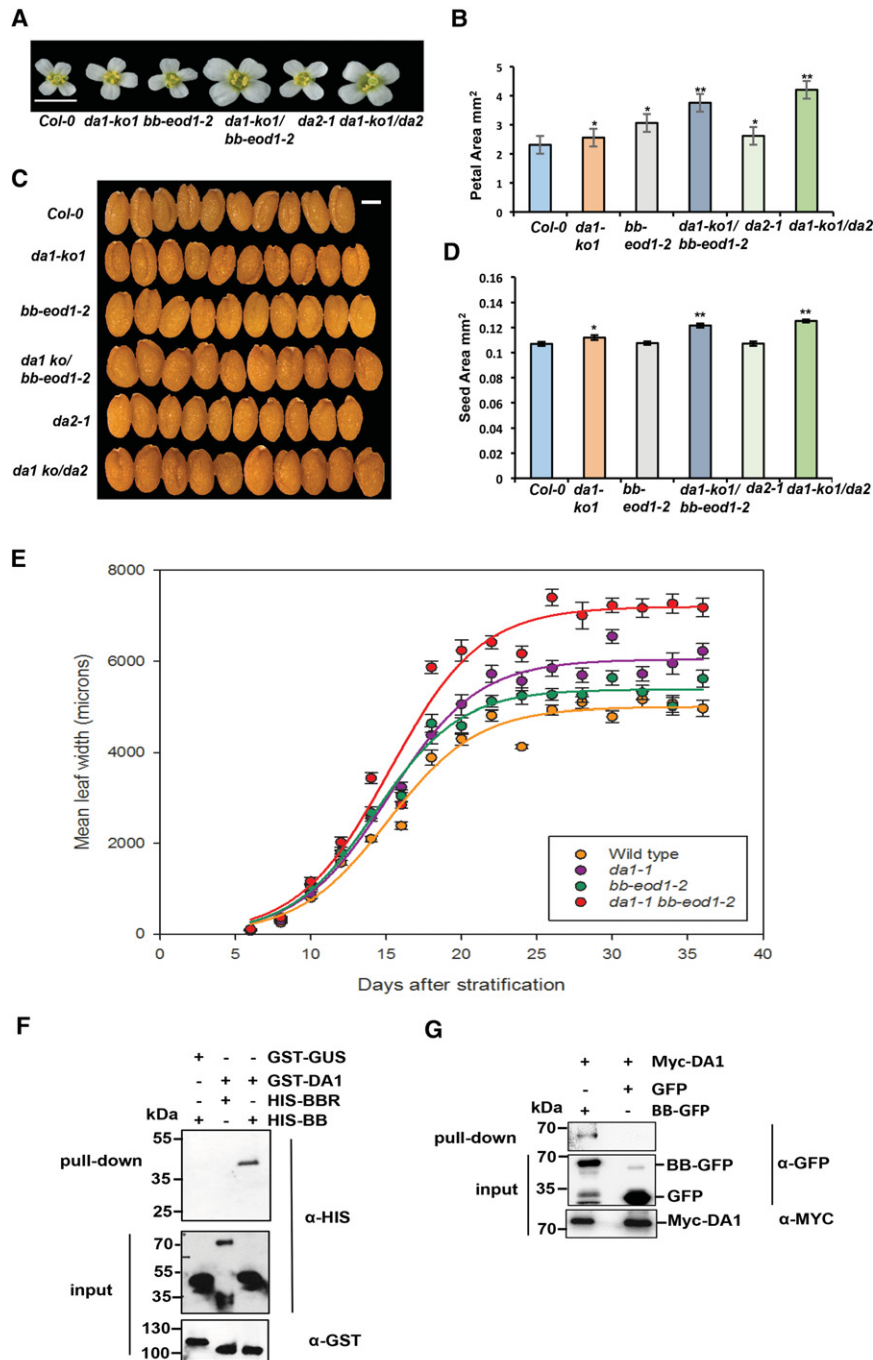 A
Col-0 da1-ko1 bb-eod1-2 da1-ko1/ bb-eod1-2 da2-1 da1-ko1/da2
B
Petal Area mm²
5
4
3
2
1
0
* * ** * **
Col-0 da1-ko1 bb-eod1-2 da1-ko1/ bb-eod1-2 da2-1 da1-ko1/da2
C
Col-0
da1-ko1
bb-eod1-2
da1 ko/
bb-eod1-2
da2-1
da1 ko/da2
D
Seed Area mm²
0.16
0.14
0.12
0.1
0.08
0.06
0.04
0.02
0
* ** **
Col-0 da1-ko1 bb-eod1-2 da1-ko1/ bb-eod1-2 da2-1 da1-ko1/da2
E
Mean leaf width (microns)
8000
6000
4000
2000
0
0 5 10 15 20 25 30 35 40
Days after stratification
Wild type
da1-1
bb-eod1-2
da1-1 bb-eod1-2
F
+ - - GST-GUS
- + + GST-DA1
- + - HIS-BBR
+ - + HIS-BB
kDa
pull-down
55
35
25
α-HIS
input
70
55
35
130
100
α-GST
G
+ + Myc-DA1
- + GFP
+ - BB-GFP
kDa
pull-down
70
α-GFP
input
70
BB-GFP
35
GFP
70
Myc-DA1
α-MYC